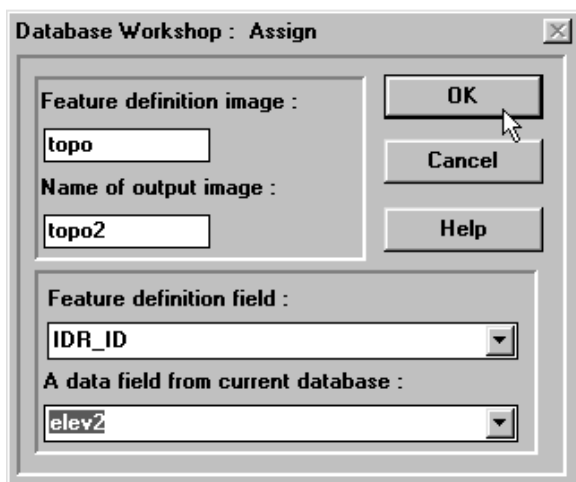 Database Workshop : Assign
Feature definition image :
topo
Name of output image :
topo2
OK
Cancel
Help
Feature definition field :
IDR_ID
A data field from current database :
elev2